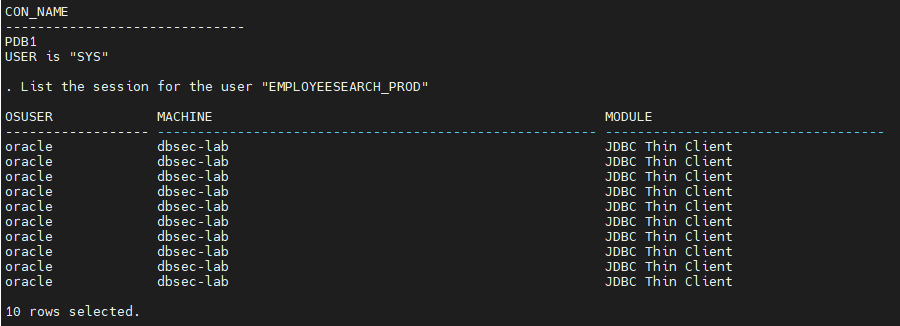 CON_NAME
------------------------------
PDB1
USER is "SYS"
. List the session for the user "EMPLOYEESEARCH_PROD"
OSUSER MACHINE MODULE
------------------ ------------------------------------------------------- -----------------------------------
oracle dbsec-lab JDBC Thin Client
oracle dbsec-lab JDBC Thin Client
oracle dbsec-lab JDBC Thin Client
oracle dbsec-lab JDBC Thin Client
oracle dbsec-lab JDBC Thin Client
oracle dbsec-lab JDBC Thin Client
oracle dbsec-lab JDBC Thin Client
oracle dbsec-lab JDBC Thin Client
oracle dbsec-lab JDBC Thin Client
oracle dbsec-lab JDBC Thin Client
10 rows selected.